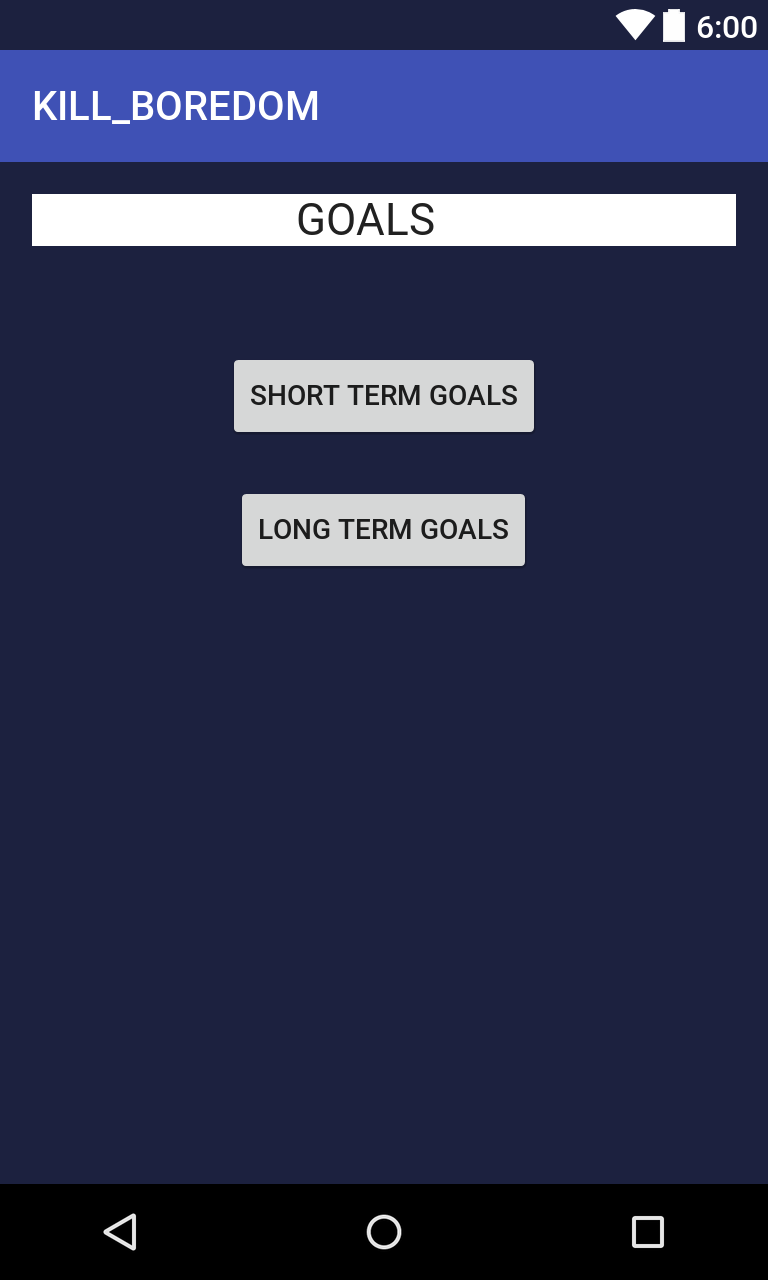 6:00
KILL_BOREDOM
GOALS
SHORT TERM GOALS
LONG TERM GOALS